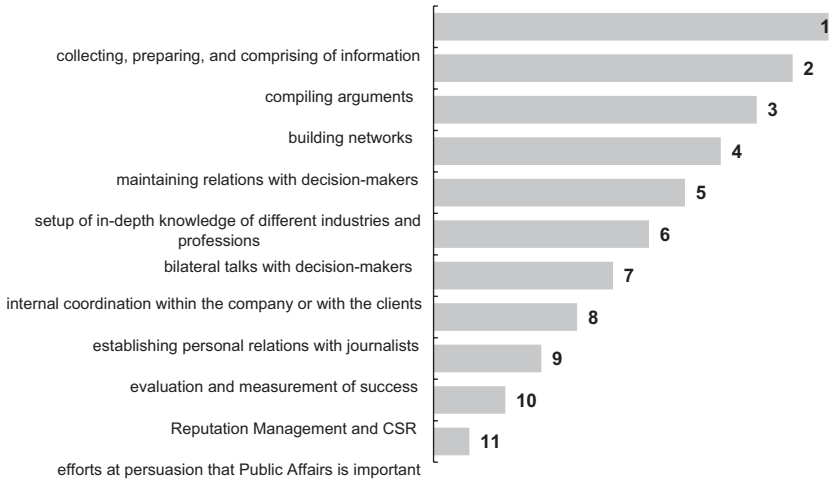 1
collecting, preparing, and comprising of information
2
compiling arguments
3
building networks
4
maintaining relations with decision-makers
5
setup of in-depth knowledge of different industries and
professions
6
bilateral talks with decision-makers
7
internal coordination within the company or with the clients
8
establishing personal relations with journalists
9
evaluation and measurement of success
10
Reputation Management and CSR
11
efforts at persuasion that Public Affairs is important